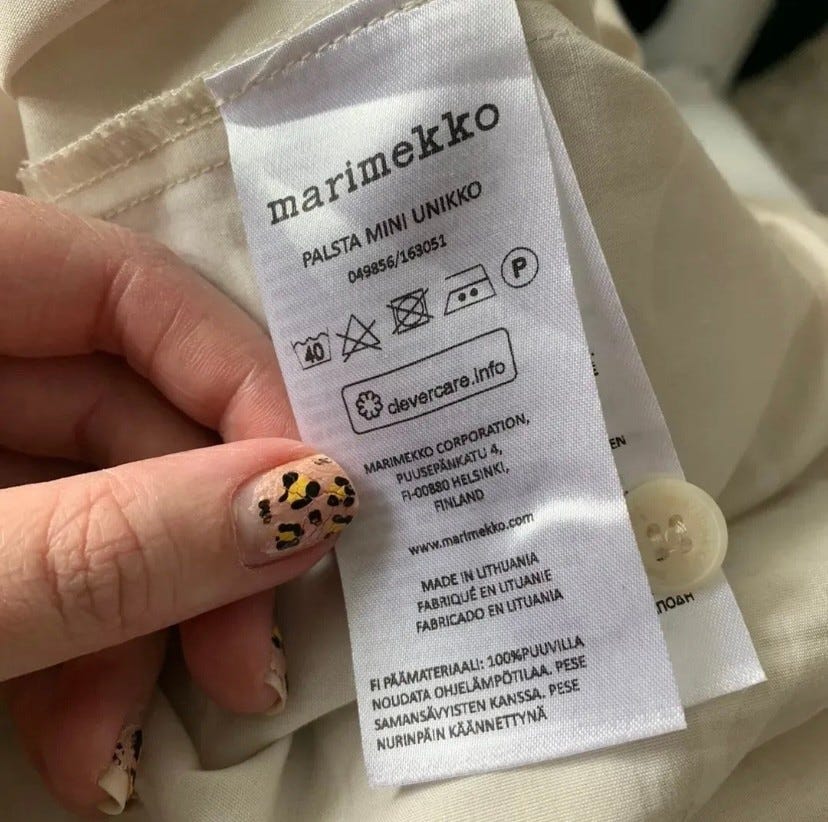 marimekko
PALSTA MINI UNIKKO
049856/163051
40 P
clevercare.info
MARIMEKKO CORPORATION,
PUUSEPÄNKATU 4,
FI-00880 HELSINKI,
FINLAND
www.marimekko.com
MADE IN LITHUANIA
FABRIQUÉ EN LITUANIE
FABRICADO EN LITUANIA
FI PÄÄMATERIAALI: 100%PUUVILLA
NOUDATA OHJELÄMPÖTILAA, PESE
SAMANSÄVYISTEN KANSSA, PESE
NURINPÄIN KÄÄNNETTYNÄ
EN